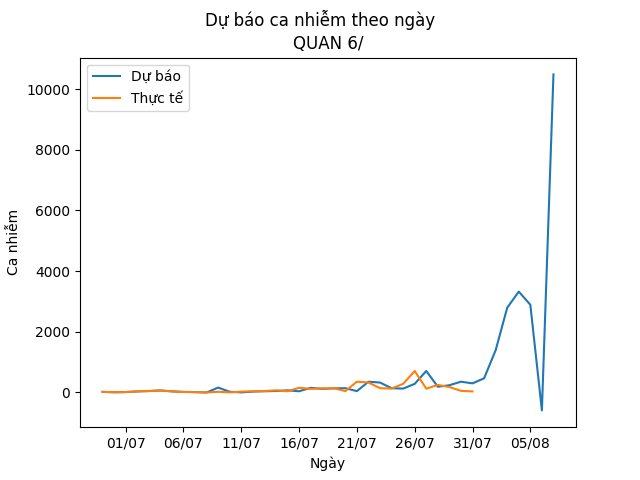 Dự báo ca nhiễm theo ngày
QUAN 6/
Dự báo
Thực tế
Ca nhiễm
10000
8000
6000
4000
2000
0
01/07 06/07 11/07 16/07 21/07 26/07 31/07 05/08
Ngày